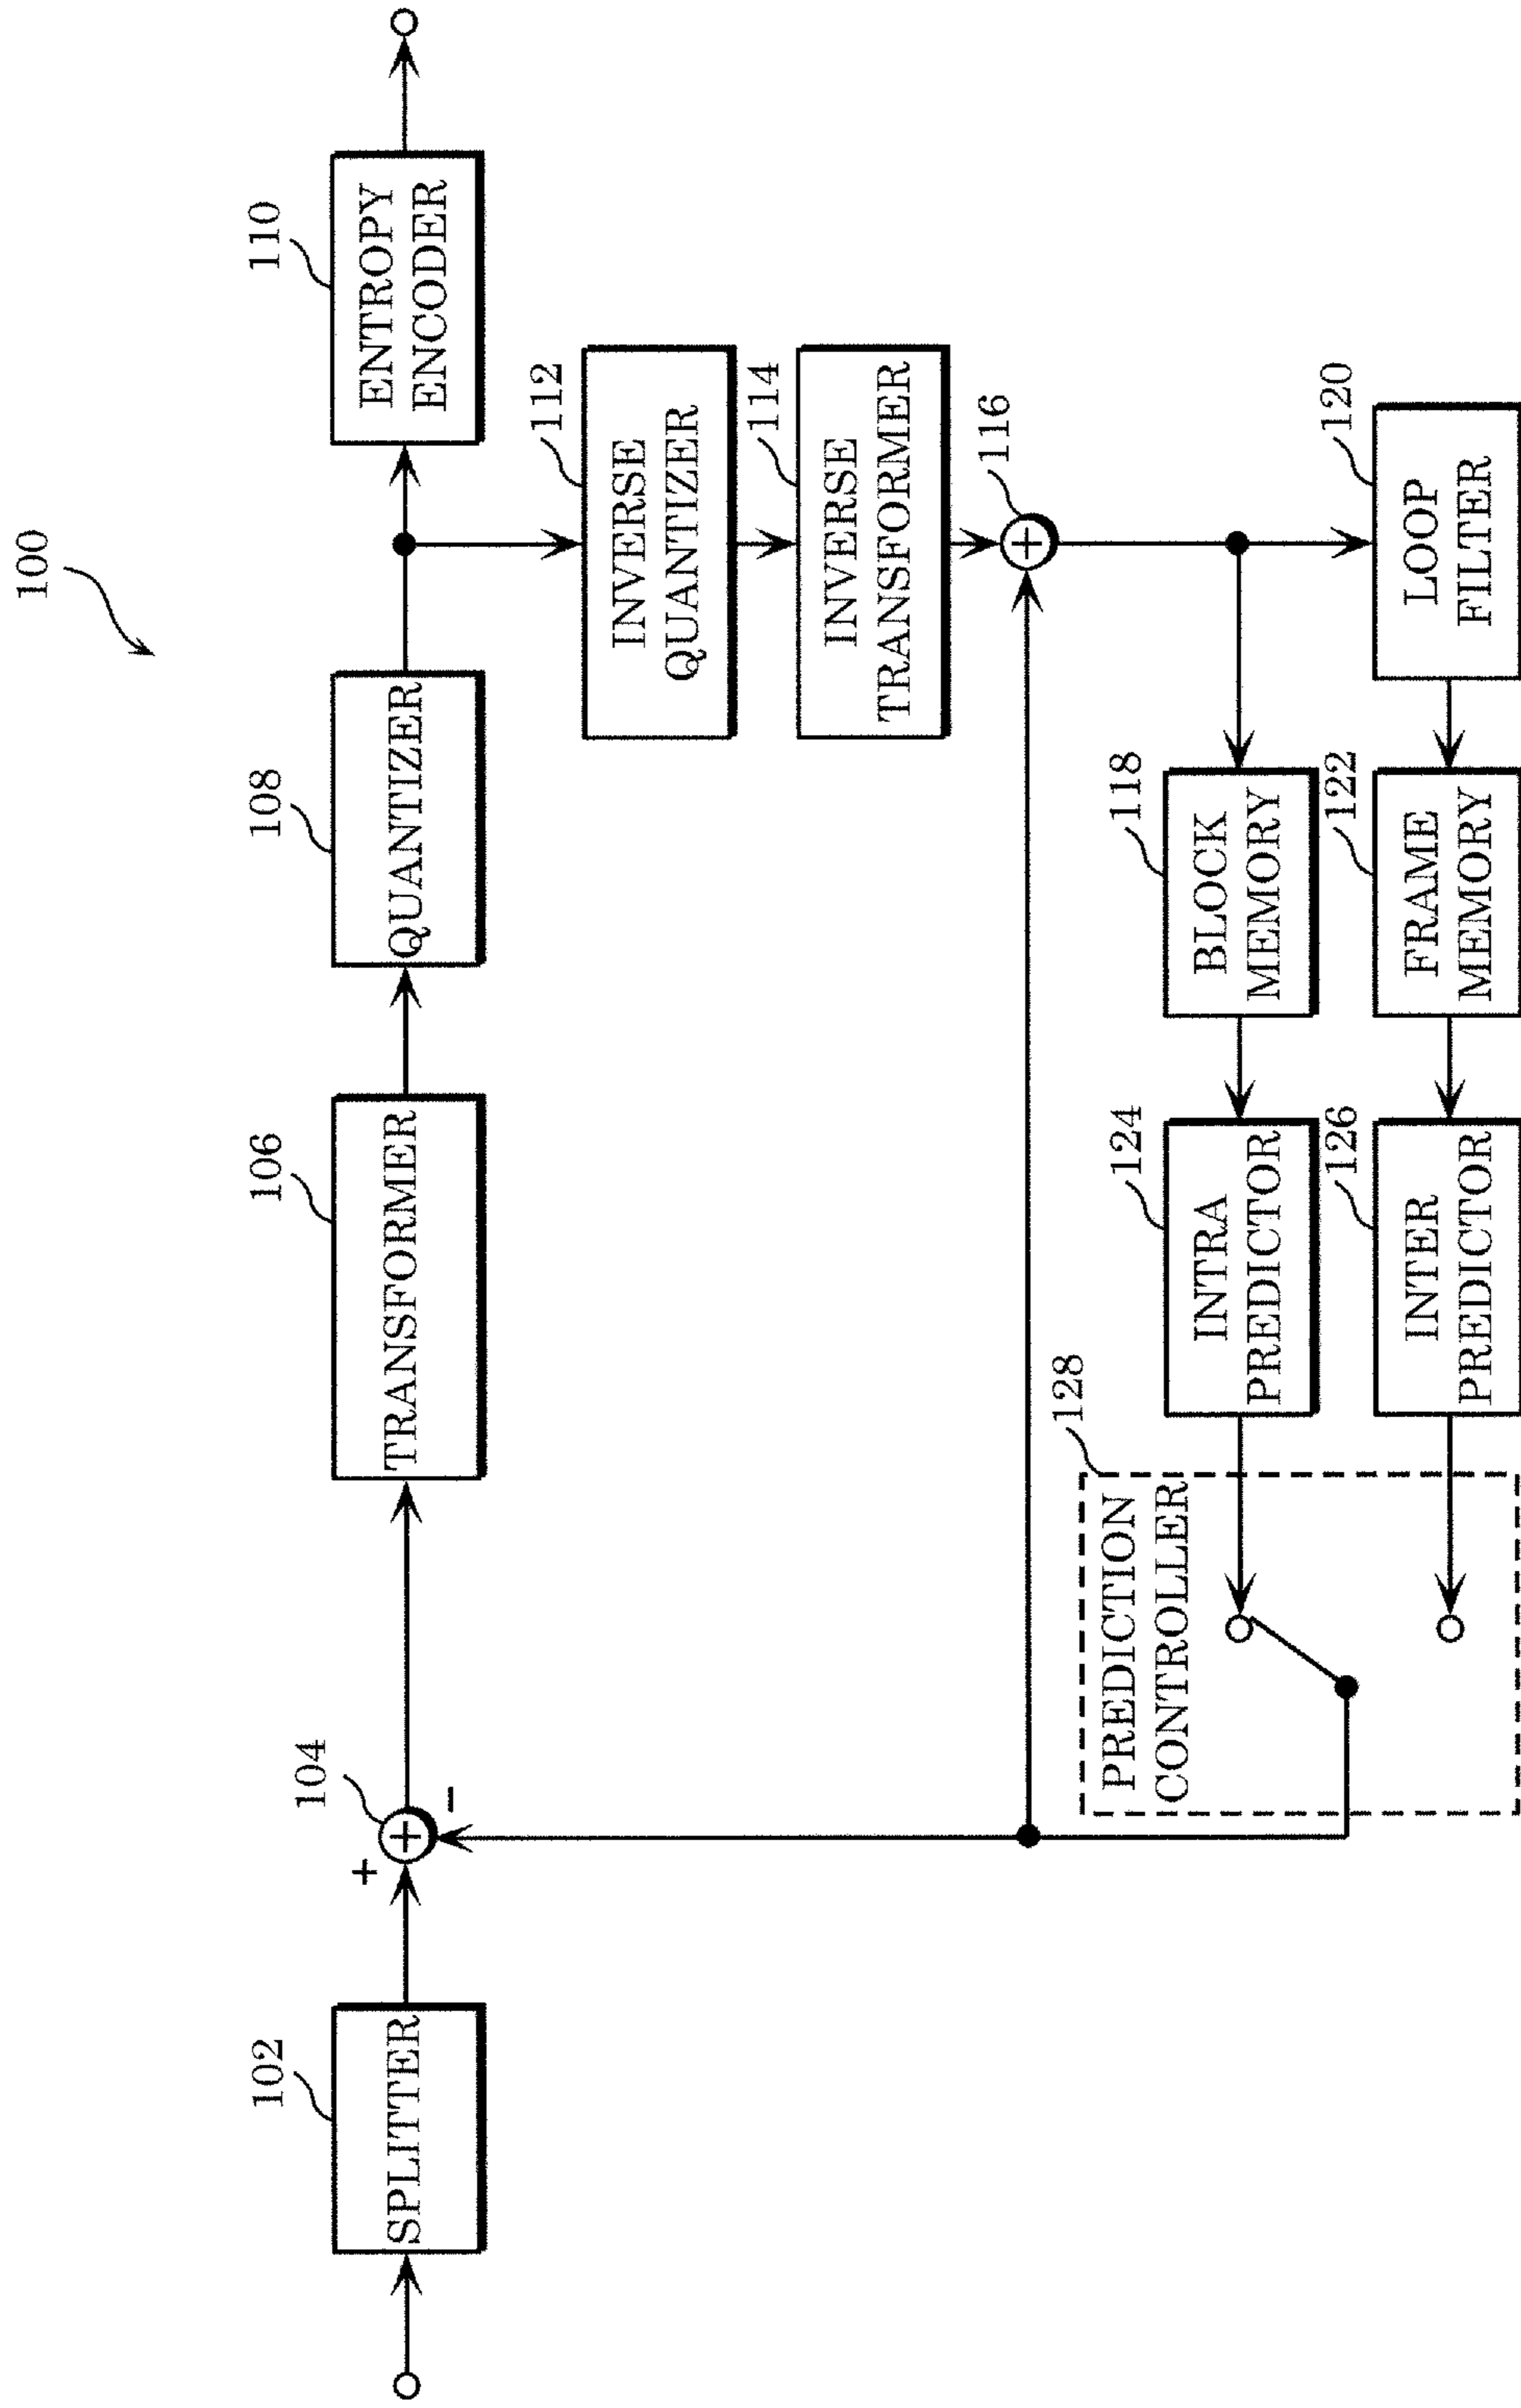 100
102
SPLITTER
104
+
−
106
TRANSFORMER
108
QUANTIZER
110
ENTROPY
ENCODER
112
INVERSE
QUANTIZER
114
INVERSE
TRANSFORMER
116
128
PREDICTION
CONTROLLER
124
INTRA
PREDICTOR
118
BLOCK
MEMORY
126
INTER
PREDICTOR
122
FRAME
MEMORY
120
LOOP
FILTER